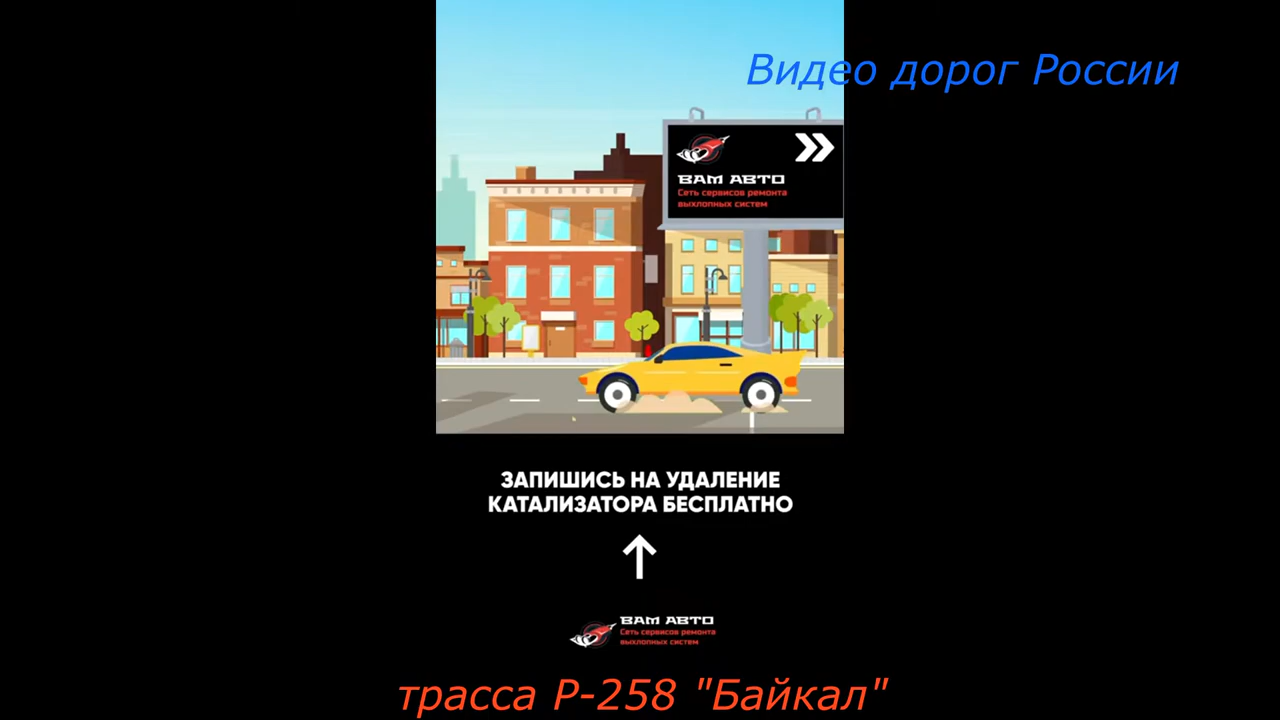 Видео дорог России
ВАМ АВТО
Сеть сервисов ремонта
выхлопных систем
ЗАПИШИСЬ НА УДАЛЕНИЕ
КАТАЛИЗАТОРА БЕСПЛАТНО
ВАМ АВТО
Сеть сервисов ремонта
выхлопных систем
трасса Р-258 "Байкал"